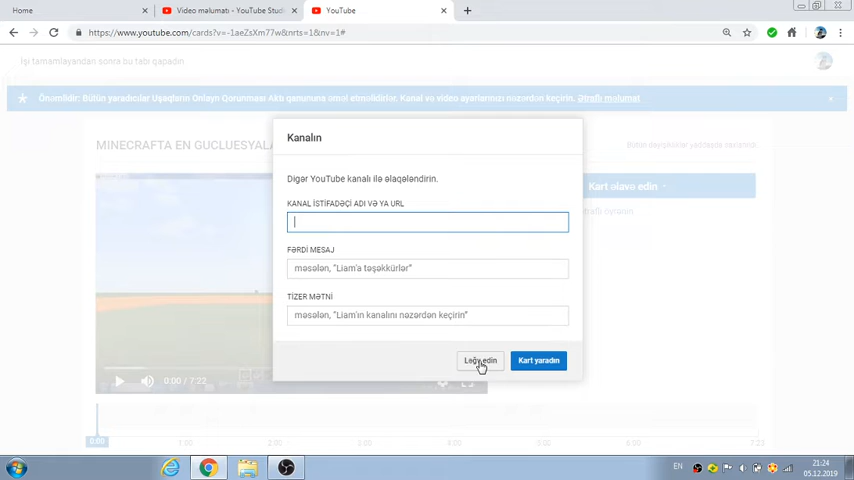 Home
Video məlumatı - YouTube Studi
YouTube
https://www.youtube.com/cards?v=-1aeZsXm77w&nrts=1&nv=1#
İşi tamamlayandan sonra bu tabı qapadın
Önəmlidir: Bütün yaradıcılar Uşaqların Onlayn Qorunması Aktı qanununa əməl etməlidirlər. Kanal və video ayarlarınızı nəzərdən keçirin. Ətraflı məlumat
MINECRAFTA EN GUCLUESYALA
Bütün dəyişikliklər yaddaşda saxlanıldı
Kanalın
Digər YouTube kanalı ilə əlaqələndirin.
Kart əlavə edin
KANAL İSTİFADƏÇİ ADI VƏ YA URL
FƏRDİ MESAJ
məsələn, "Liam'a təşəkkürlər"
TİZER MƏTNİ
məsələn, "Liam'ın kanalını nəzərdən keçirin"
Ləğv edin
Kart yaradın
0:00 / 7:22
0:00
1:00
2:00
3:00
5:00
6:00
7:23
EN
21:24
05.12.2019